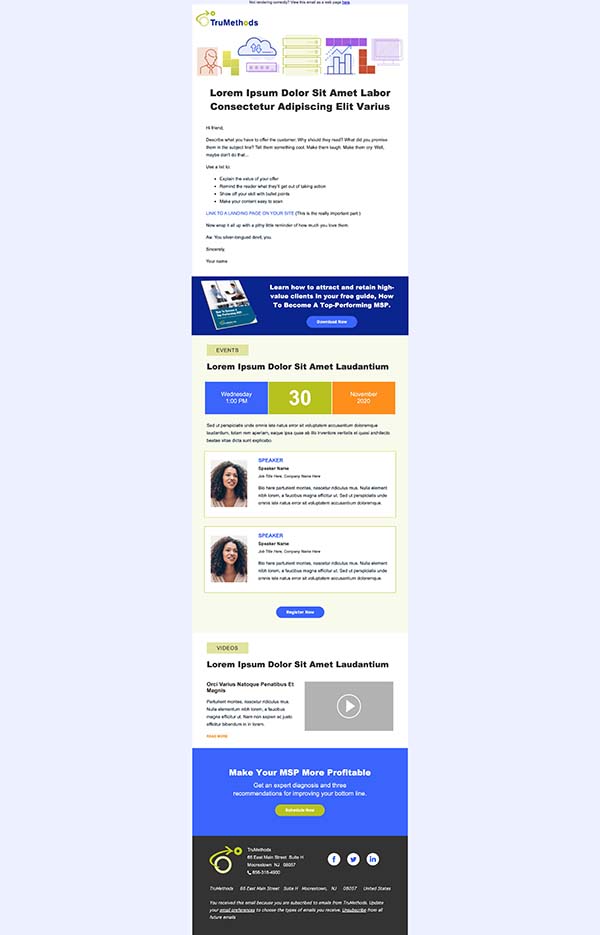 Not rendering correctly? View this email as a web page here.
TruMethods
Lorem Ipsum Dolor Sit Amet Labor
Consectetur Adipiscing Elit Varius
Hi friend,
Describe what you have to offer the customer. Why should they read? What did you promise
them in the subject line? Tell them something cool. Make them laugh. Make them cry. Well,
maybe don't do that...
Use a list to:
• Explain the value of your offer
• Remind the reader what they'll get out of taking action
• Show off your skill with bullet points
• Make your content easy to scan
LINK TO A LANDING PAGE ON YOUR SITE (This is the really important part.)
Now wrap it all up with a pithy little reminder of how much you love them.
Aw. You silver-tongued devil, you.
Sincerely,
Your name
Learn how to attract and retain high-
value clients in your free guide, How
To Become A Top-Performing MSP.
Download Now
EVENTS
Lorem Ipsum Dolor Sit Amet Laudantium
Wednesday
1:00 PM
30
November
2020
Sed ut perspiciatis unde omnis iste natus error sit voluptatem accusantium doloremque
laudantium, totam rem aperiam, eaque ipsa quae ab illo inventore veritatis et quasi architecto
beatae vitae dicta sunt explicabo.
SPEAKER
Speaker Name
Job Title Here, Company Name Here
Bio here parturient montes, nascetur ridiculus mus. Nulla element
nibh lorem, a faucibus magna efficitur ut. Sed ut perspiciatis unde
omnis iste natus error sit voluptatem accusantium doloremque.
SPEAKER
Speaker Name
Job Title Here, Company Name Here
Bio here parturient montes, nascetur ridiculus mus. Nulla element
nibh lorem, a faucibus magna efficitur ut. Sed ut perspiciatis unde
omnis iste natus error sit voluptatem accusantium doloremque.
Register Now
VIDEOS
Lorem Ipsum Dolor Sit Amet Laudantium
Orci Varius Natoque Penatibus Et
Magnis
Parturient montes, nascetur ridiculus mus.
Nulla elementum nibh lorem, a faucibus
magna efficitur ut. Nam non sapien ac justo
efficitur bibendum in in lorem.
READ MORE
Make Your MSP More Profitable
Get an expert diagnosis and three
recommendations for improving your bottom line.
Schedule Now
TruMethods
66 East Main Street Suite H
Moorestown NJ 08057
856-316-4900
TruMethods 66 East Main Street Suite H Moorestown, NJ 08057 United States
You received this email because you are subscribed to emails from TruMethods. Update
your email preferences to choose the types of emails you receive. Unsubscribe from all
future emails